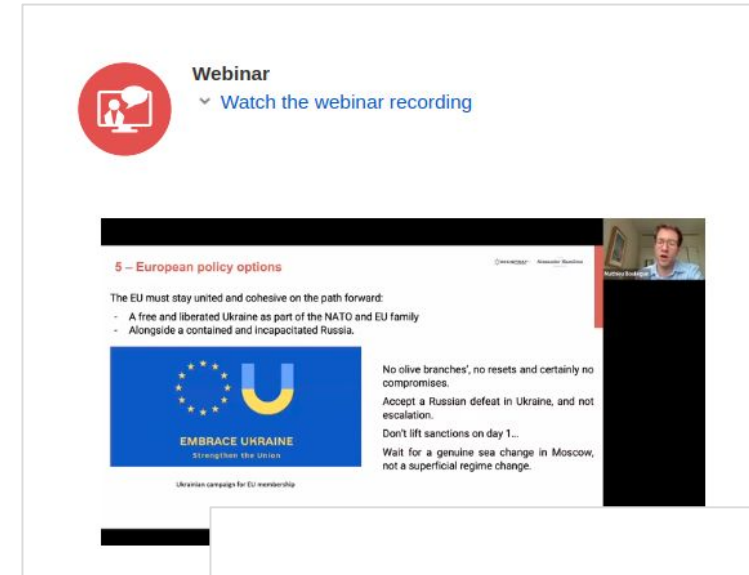 Webinar
Watch the webinar recording
5 – European policy options
Mathieu Boulègue
The EU must stay united and cohesive on the path forward:
- A free and liberated Ukraine as part of the NATO and EU family
- Alongside a contained and incapacitated Russia.
No olive branches', no resets and certainly no
compromises.
Accept a Russian defeat in Ukraine, and not
escalation.
Don't lift sanctions on day 1...
Wait for a genuine sea change in Moscow,
not a superficial regime change.
EMBRACE UKRAINE
Strengthen the Union
Ukrainian campaign for EU membership